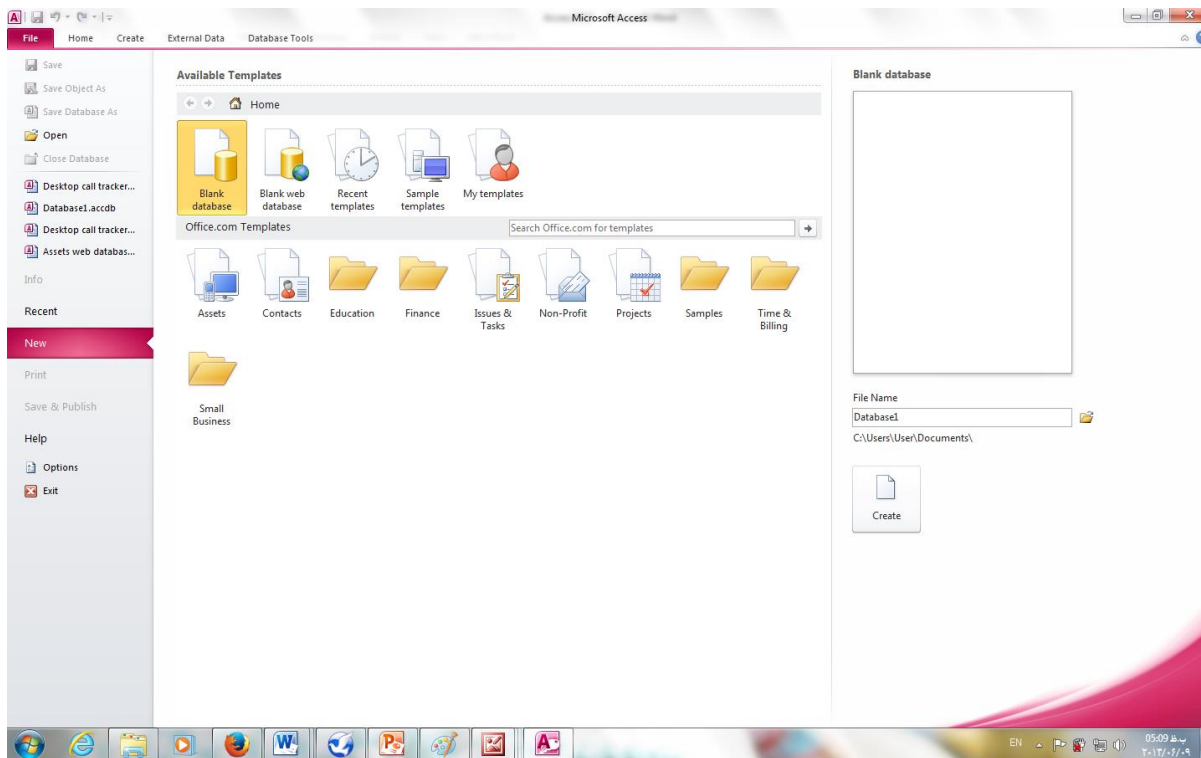 Microsoft Access
File Home Create External Data Database Tools
Save
Save Object As
Save Database As
Open
Close Database
Desktop call tracker...
Database1.accdb
Desktop call tracker...
Assets web databas...
Info
Recent
New
Print
Save & Publish
Help
Options
Exit
Available Templates
Home
Blank database
Blank web database
Recent templates
Sample templates
My templates
Office.com Templates
Search Office.com for templates
Assets
Contacts
Education
Finance
Issues & Tasks
Non-Profit
Projects
Samples
Time & Billing
Small Business
Blank database
File Name
Database1
C:\Users\User\Documents\
Create
EN
05:09 ب.ظ